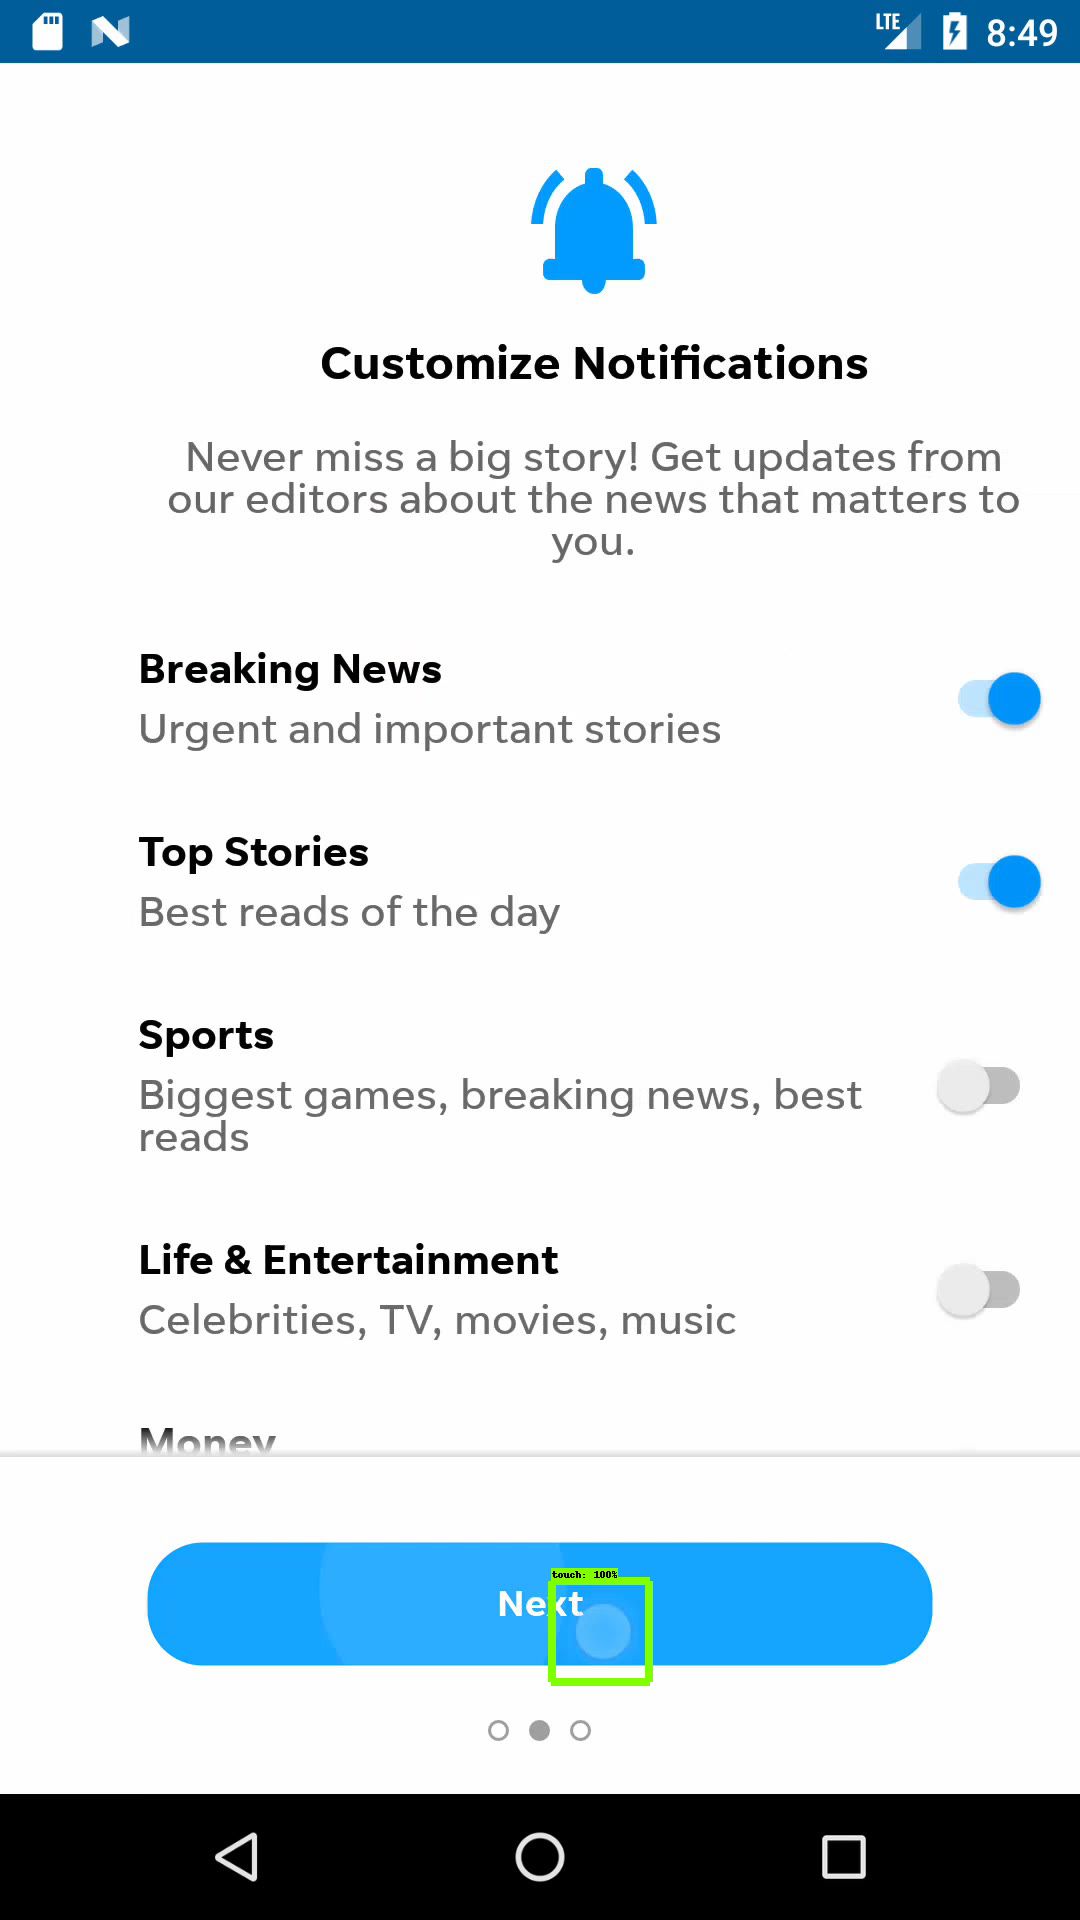 LTE 8:49
Customize Notifications
Never miss a big story! Get updates from
our editors about the news that matters to
you.
Breaking News
Urgent and important stories
Top Stories
Best reads of the day
Sports
Biggest games, breaking news, best
reads
Life & Entertainment
Celebrities, TV, movies, music
Money
touch: 100%
Next